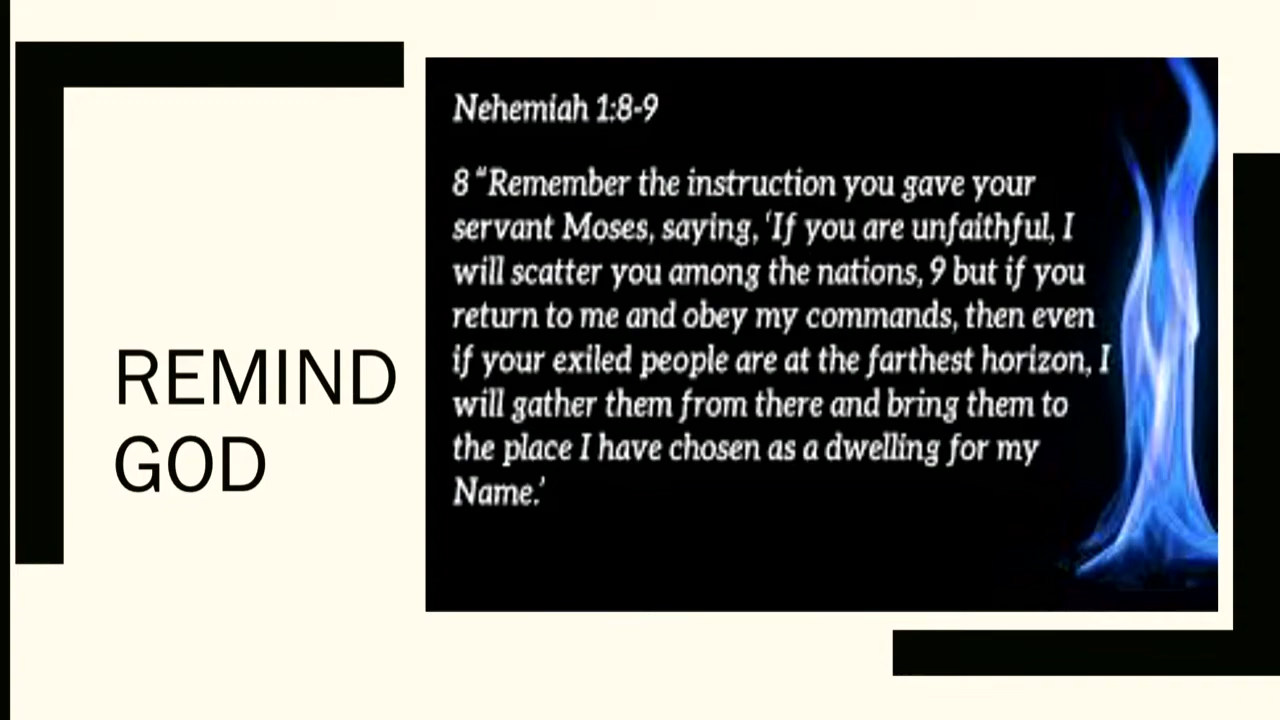 REMIND
GOD
Nehemiah 1:8-9
8 “Remember the instruction you gave your
servant Moses, saying, ‘If you are unfaithful, I
will scatter you among the nations, 9 but if you
return to me and obey my commands, then even
if your exiled people are at the farthest horizon, I
will gather them from there and bring them to
the place I have chosen as a dwelling for my
Name.’